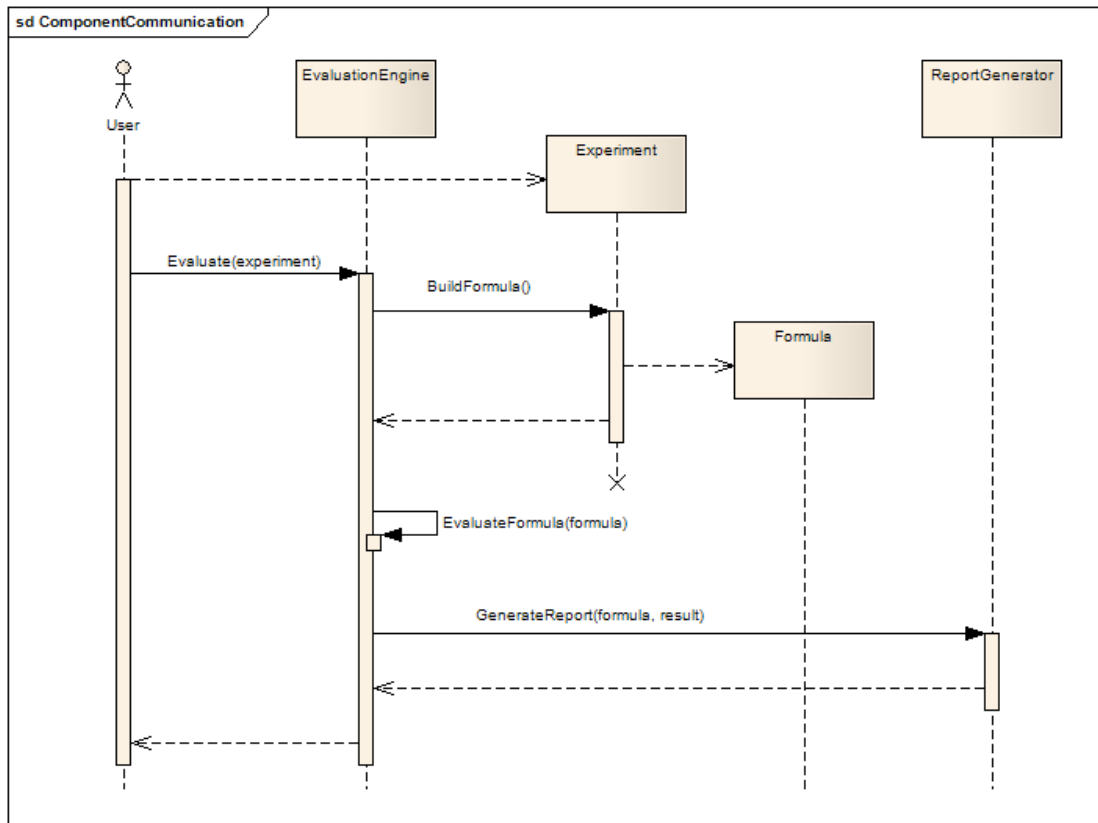 sd ComponentCommunication
User
EvaluationEngine
ReportGenerator
Experiment
Evaluate(experiment)
BuildFormula()
Formula
EvaluateFormula(formula)
GenerateReport(formula, result)